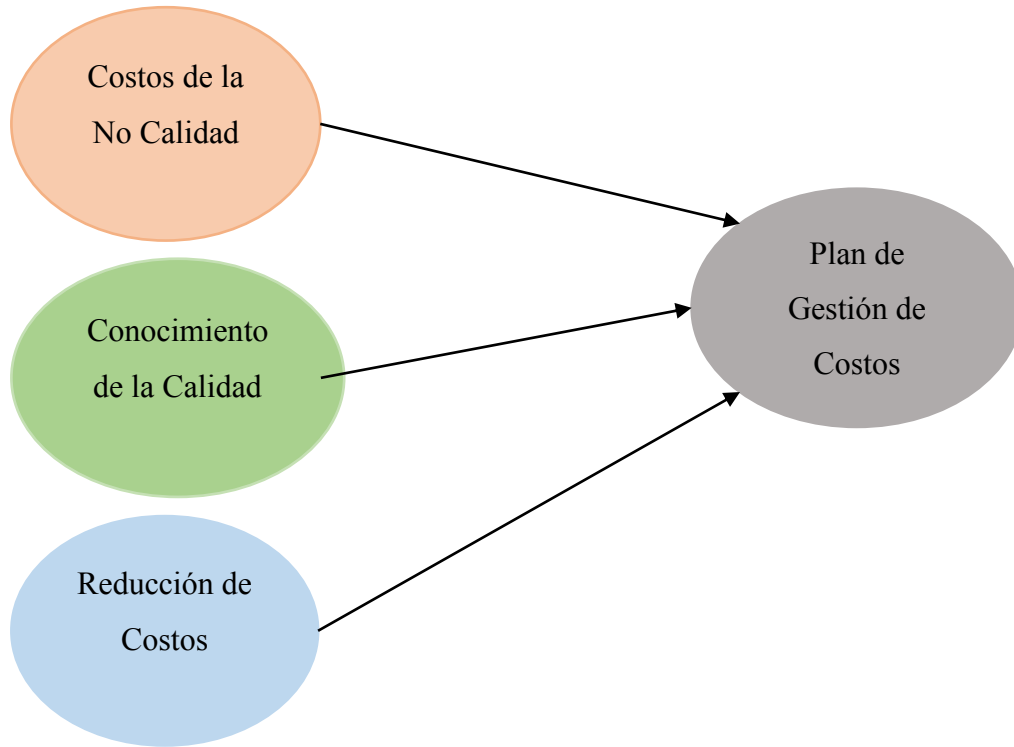 Costos de la
No Calidad
Conocimiento
de la Calidad
Reducción de
Costos
Plan de
Gestión de
Costos